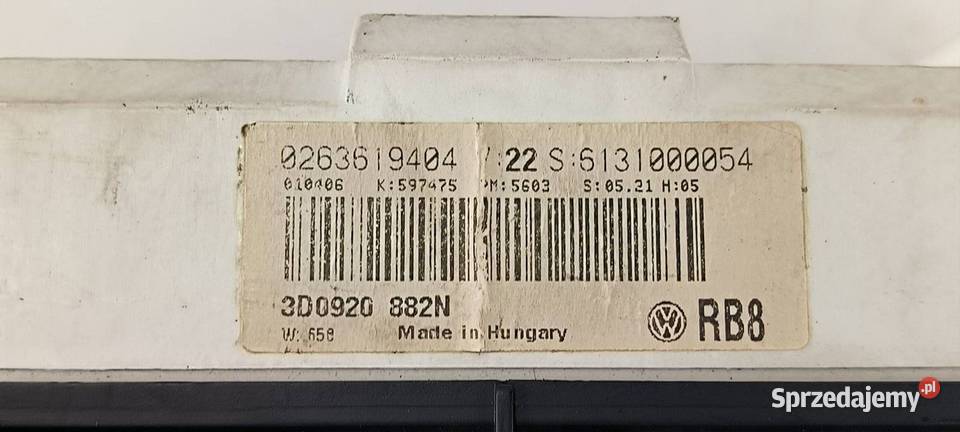 0263619404 V:22 S:6131000054
010406 K:597475 PM:5603 S:05.21 H:05
3D0920 882N RB8
W: 658 Made in Hungary
Sprzedajemy.pl